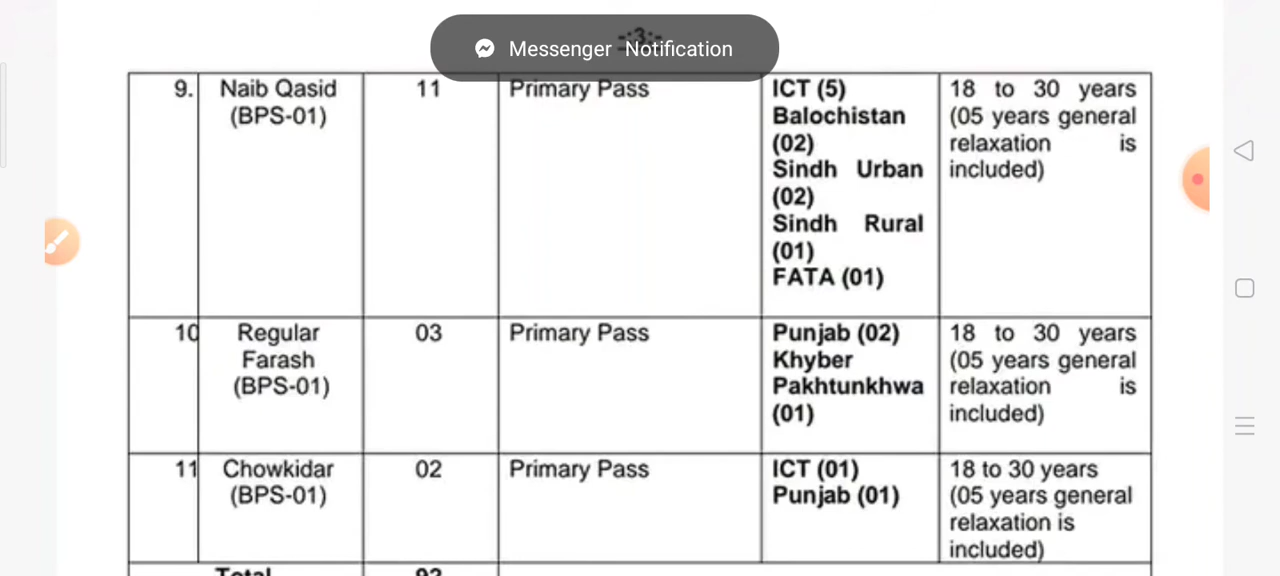 -:3:-
Messenger Notification
9. Naib Qasid 11 Primary Pass ICT (5) 18 to 30 years
(BPS-01) Balochistan (05 years general
(02) relaxation is
Sindh Urban included)
(02)
Sindh Rural
(01)
FATA (01)
10 Regular 03 Primary Pass Punjab (02) 18 to 30 years
Farash Khyber (05 years general
(BPS-01) Pakhtunkhwa relaxation is
(01) included)
11 Chowkidar 02 Primary Pass ICT (01) 18 to 30 years
(BPS-01) Punjab (01) (05 years general
relaxation is
included)
Total 92